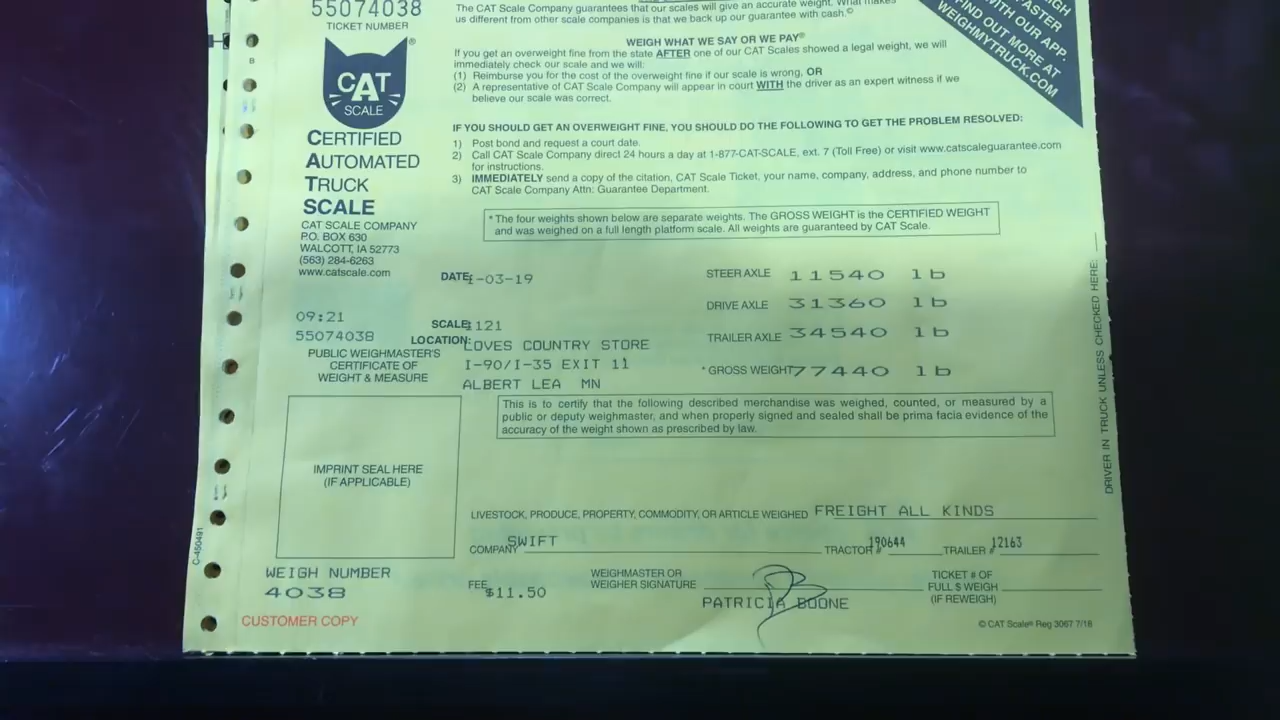 55074038
TICKET NUMBER
The CAT Scale Company guarantees that our scales will give an accurate weight. What makes
us different from other scale companies is that we back up our guarantee with cash.©
WEIGH WHAT WE SAY OR WE PAY®
If you get an overweight fine from the state AFTER one of our CAT Scales showed a legal weight, we will
immediately check our scale and we will:
(1) Reimburse you for the cost of the overweight fine if our scale is wrong, OR
(2) A representative of CAT Scale Company will appear in court WITH the driver as an expert witness if we
believe our scale was correct.
FASTER
WITH OUR APP.
FIND OUT MORE AT
WEIGHMYTRUCK.COM
CAT
SCALE
®
CERTIFIED
AUTOMATED
TRUCK
SCALE
CAT SCALE COMPANY
P.O. BOX 630
WALCOTT, IA 52773
(563) 284-6263
www.catscale.com
IF YOU SHOULD GET AN OVERWEIGHT FINE, YOU SHOULD DO THE FOLLOWING TO GET THE PROBLEM RESOLVED:
1) Post bond and request a court date.
2) Call CAT Scale Company direct 24 hours a day at 1-877-CAT-SCALE, ext. 7 (Toll Free) or visit www.catscaleguarantee.com
for instructions.
3) IMMEDIATELY send a copy of the citation, CAT Scale Ticket, your name, company, address, and phone number to
CAT Scale Company Attn: Guarantee Department.
* The four weights shown below are separate weights. The GROSS WEIGHT is the CERTIFIED WEIGHT
and was weighed on a full length platform scale. All weights are guaranteed by CAT Scale.
DATE: 1-03-19
STEER AXLE 11540 lb
DRIVE AXLE 31360 lb
TRAILER AXLE 34540 lb
* GROSS WEIGHT 77440 lb
09:21
55074038
SCALE: 1121
LOCATION: LOVES COUNTRY STORE
I-90/I-35 EXIT 11
ALBERT LEA MN
PUBLIC WEIGHMASTER'S
CERTIFICATE OF
WEIGHT & MEASURE
This is to certify that the following described merchandise was weighed, counted, or measured by a
public or deputy weighmaster, and when properly signed and sealed shall be prima facia evidence of the
accuracy of the weight shown as prescribed by law.
IMPRINT SEAL HERE
(IF APPLICABLE)
DRIVER IN TRUCK UNLESS CHECKED HERE:
LIVESTOCK, PRODUCE, PROPERTY, COMMODITY, OR ARTICLE WEIGHED FREIGHT ALL KINDS
COMPANY SWIFT TRACTOR # 190644 TRAILER # 12163
C-450491
WEIGH NUMBER
4038
FEE $11.50
WEIGHMASTER OR
WEIGHER SIGNATURE
PATRICIA BOONE
TICKET # OF
FULL $ WEIGH
(IF REWEIGH)
CUSTOMER COPY
© CAT Scale® Reg 3067 7/18